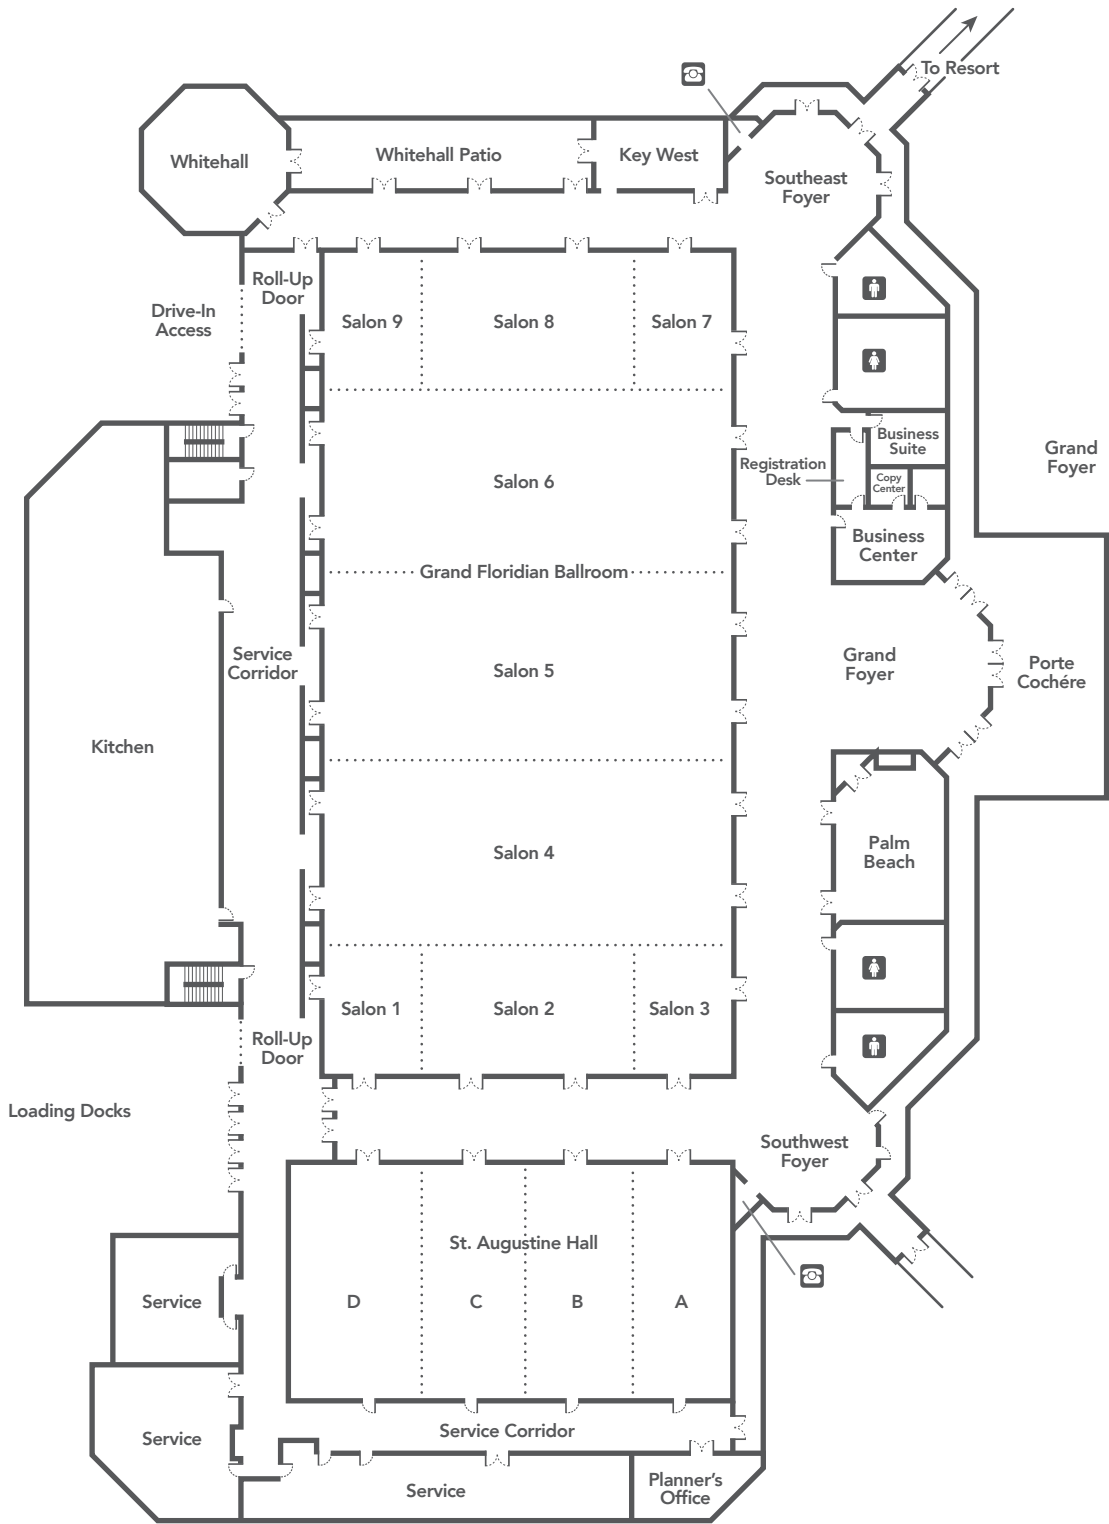 To Resort
Whitehall
Whitehall Patio
Key West
Southeast
Foyer
Roll-Up
Door
Drive-In
Access
Salon 9
Salon 8
Salon 7
Business
Suite
Grand
Foyer
Registration
Desk
Copy
Center
Salon 6
Business
Center
Grand Floridian Ballroom
Service
Corridor
Salon 5
Grand
Foyer
Porte
Cochére
Kitchen
Salon 4
Palm
Beach
Salon 1
Salon 2
Salon 3
Roll-Up
Door
Loading Docks
Southwest
Foyer
St. Augustine Hall
Service
D
C
B
A
Service
Service Corridor
Service
Planner's
Office